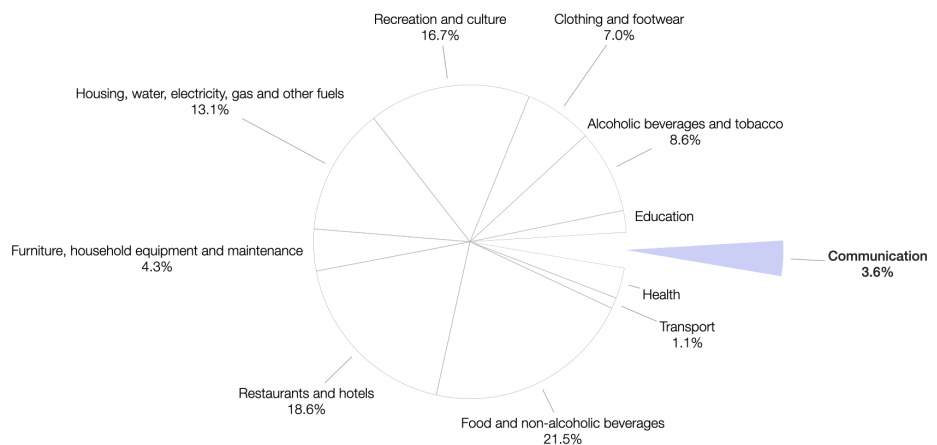 Recreation and culture
16.7%
Clothing and footwear
7.0%
Housing, water, electricity, gas and other fuels
13.1%
Alcoholic beverages and tobacco
8.6%
Education
Furniture, household equipment and maintenance
4.3%
Communication
3.6%
Health
Transport
1.1%
Restaurants and hotels
18.6%
Food and non-alcoholic beverages
21.5%